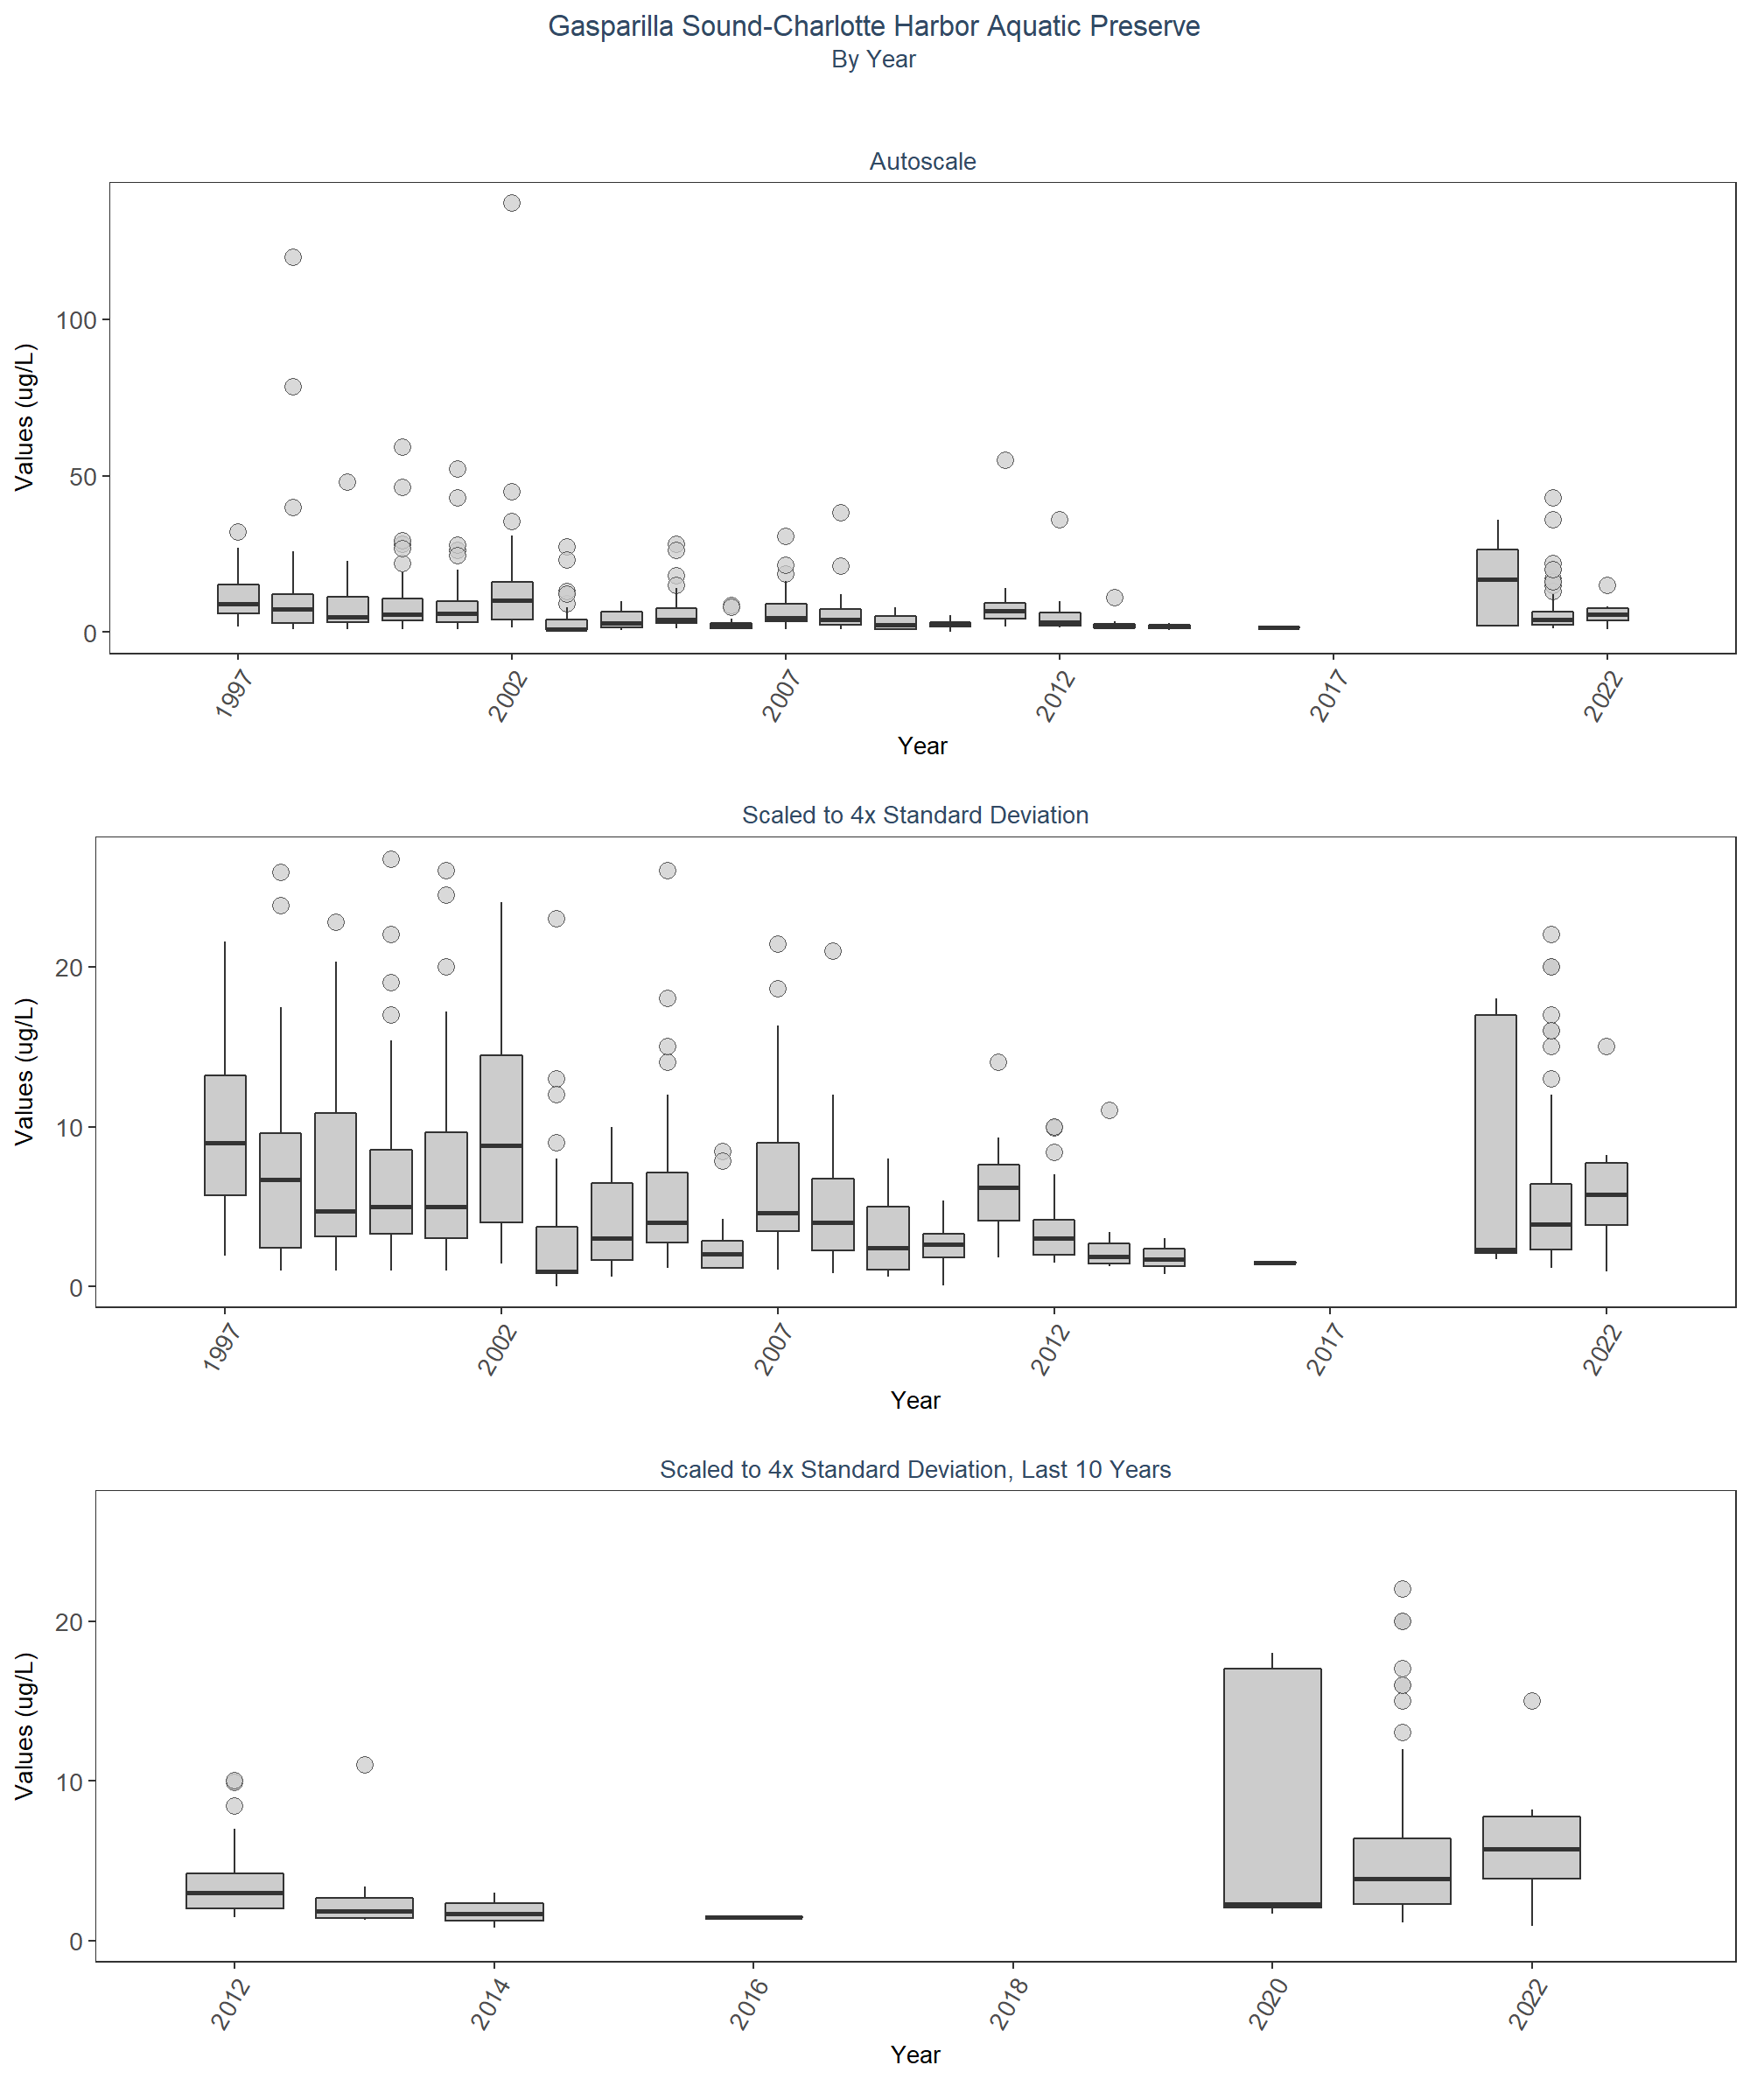 Gasparilla Sound-Charlotte Harbor Aquatic Preserve
By Year
Autoscale
Values (ug/L)
100
50
0
1997
2002
2007
2012
2017
2022
Year
Scaled to 4x Standard Deviation
Values (ug/L)
20
10
0
1997
2002
2007
2012
2017
2022
Year
Scaled to 4x Standard Deviation, Last 10 Years
Values (ug/L)
20
10
0
2012
2014
2016
2018
2020
2022
Year